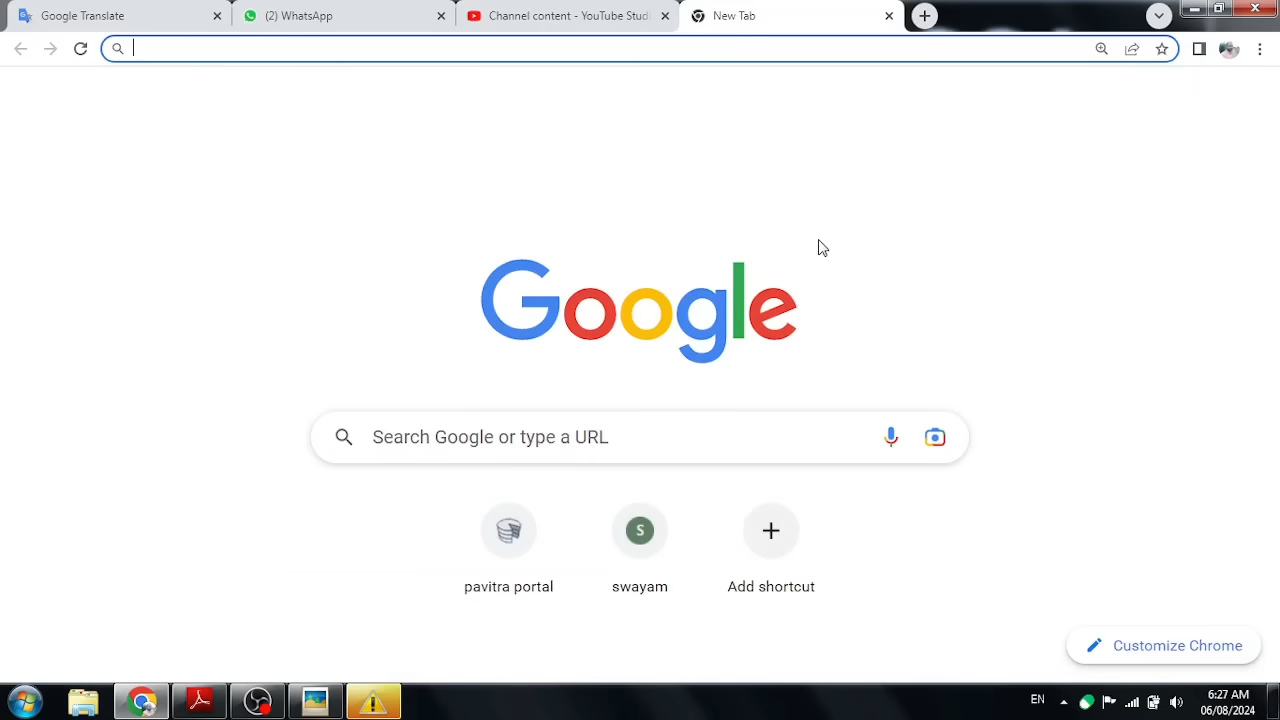 Google Translate
(2) WhatsApp
Channel content - YouTube Studi
New Tab
Google
Search Google or type a URL
S
pavitra portal
swayam
Add shortcut
Customize Chrome
EN
6:27 AM
06/08/2024